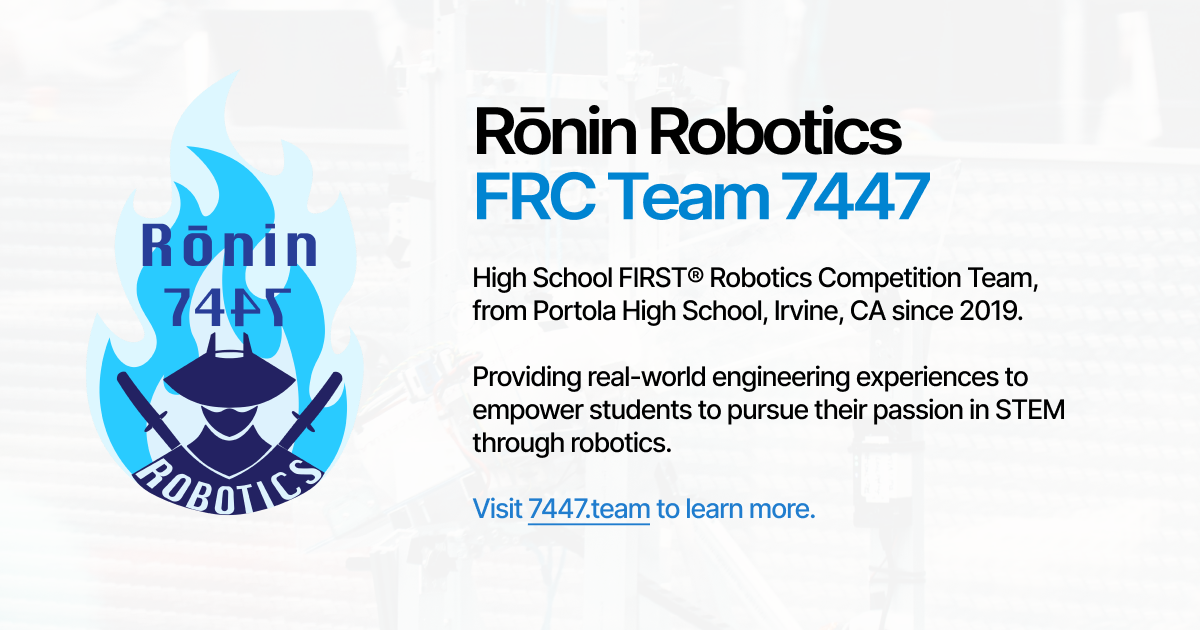 Rōnin
7447
ROBOTICS
Rōnin Robotics
FRC Team 7447
High School FIRST® Robotics Competition Team,
from Portola High School, Irvine, CA since 2019.
Providing real-world engineering experiences to
empower students to pursue their passion in STEM
through robotics.
Visit 7447.team to learn more.